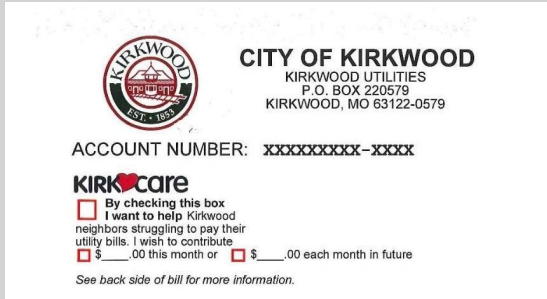 KIRKWOOD
EST. • 1853
CITY OF KIRKWOOD
KIRKWOOD UTILITIES
P.O. BOX 220579
KIRKWOOD, MO 63122-0579
ACCOUNT NUMBER: XXXXXXXXX-XXXX
KIRKCare
By checking this box
I want to help Kirkwood
neighbors struggling to pay their
utility bills. I wish to contribute
$____.00 this month or $____.00 each month in future
See back side of bill for more information.